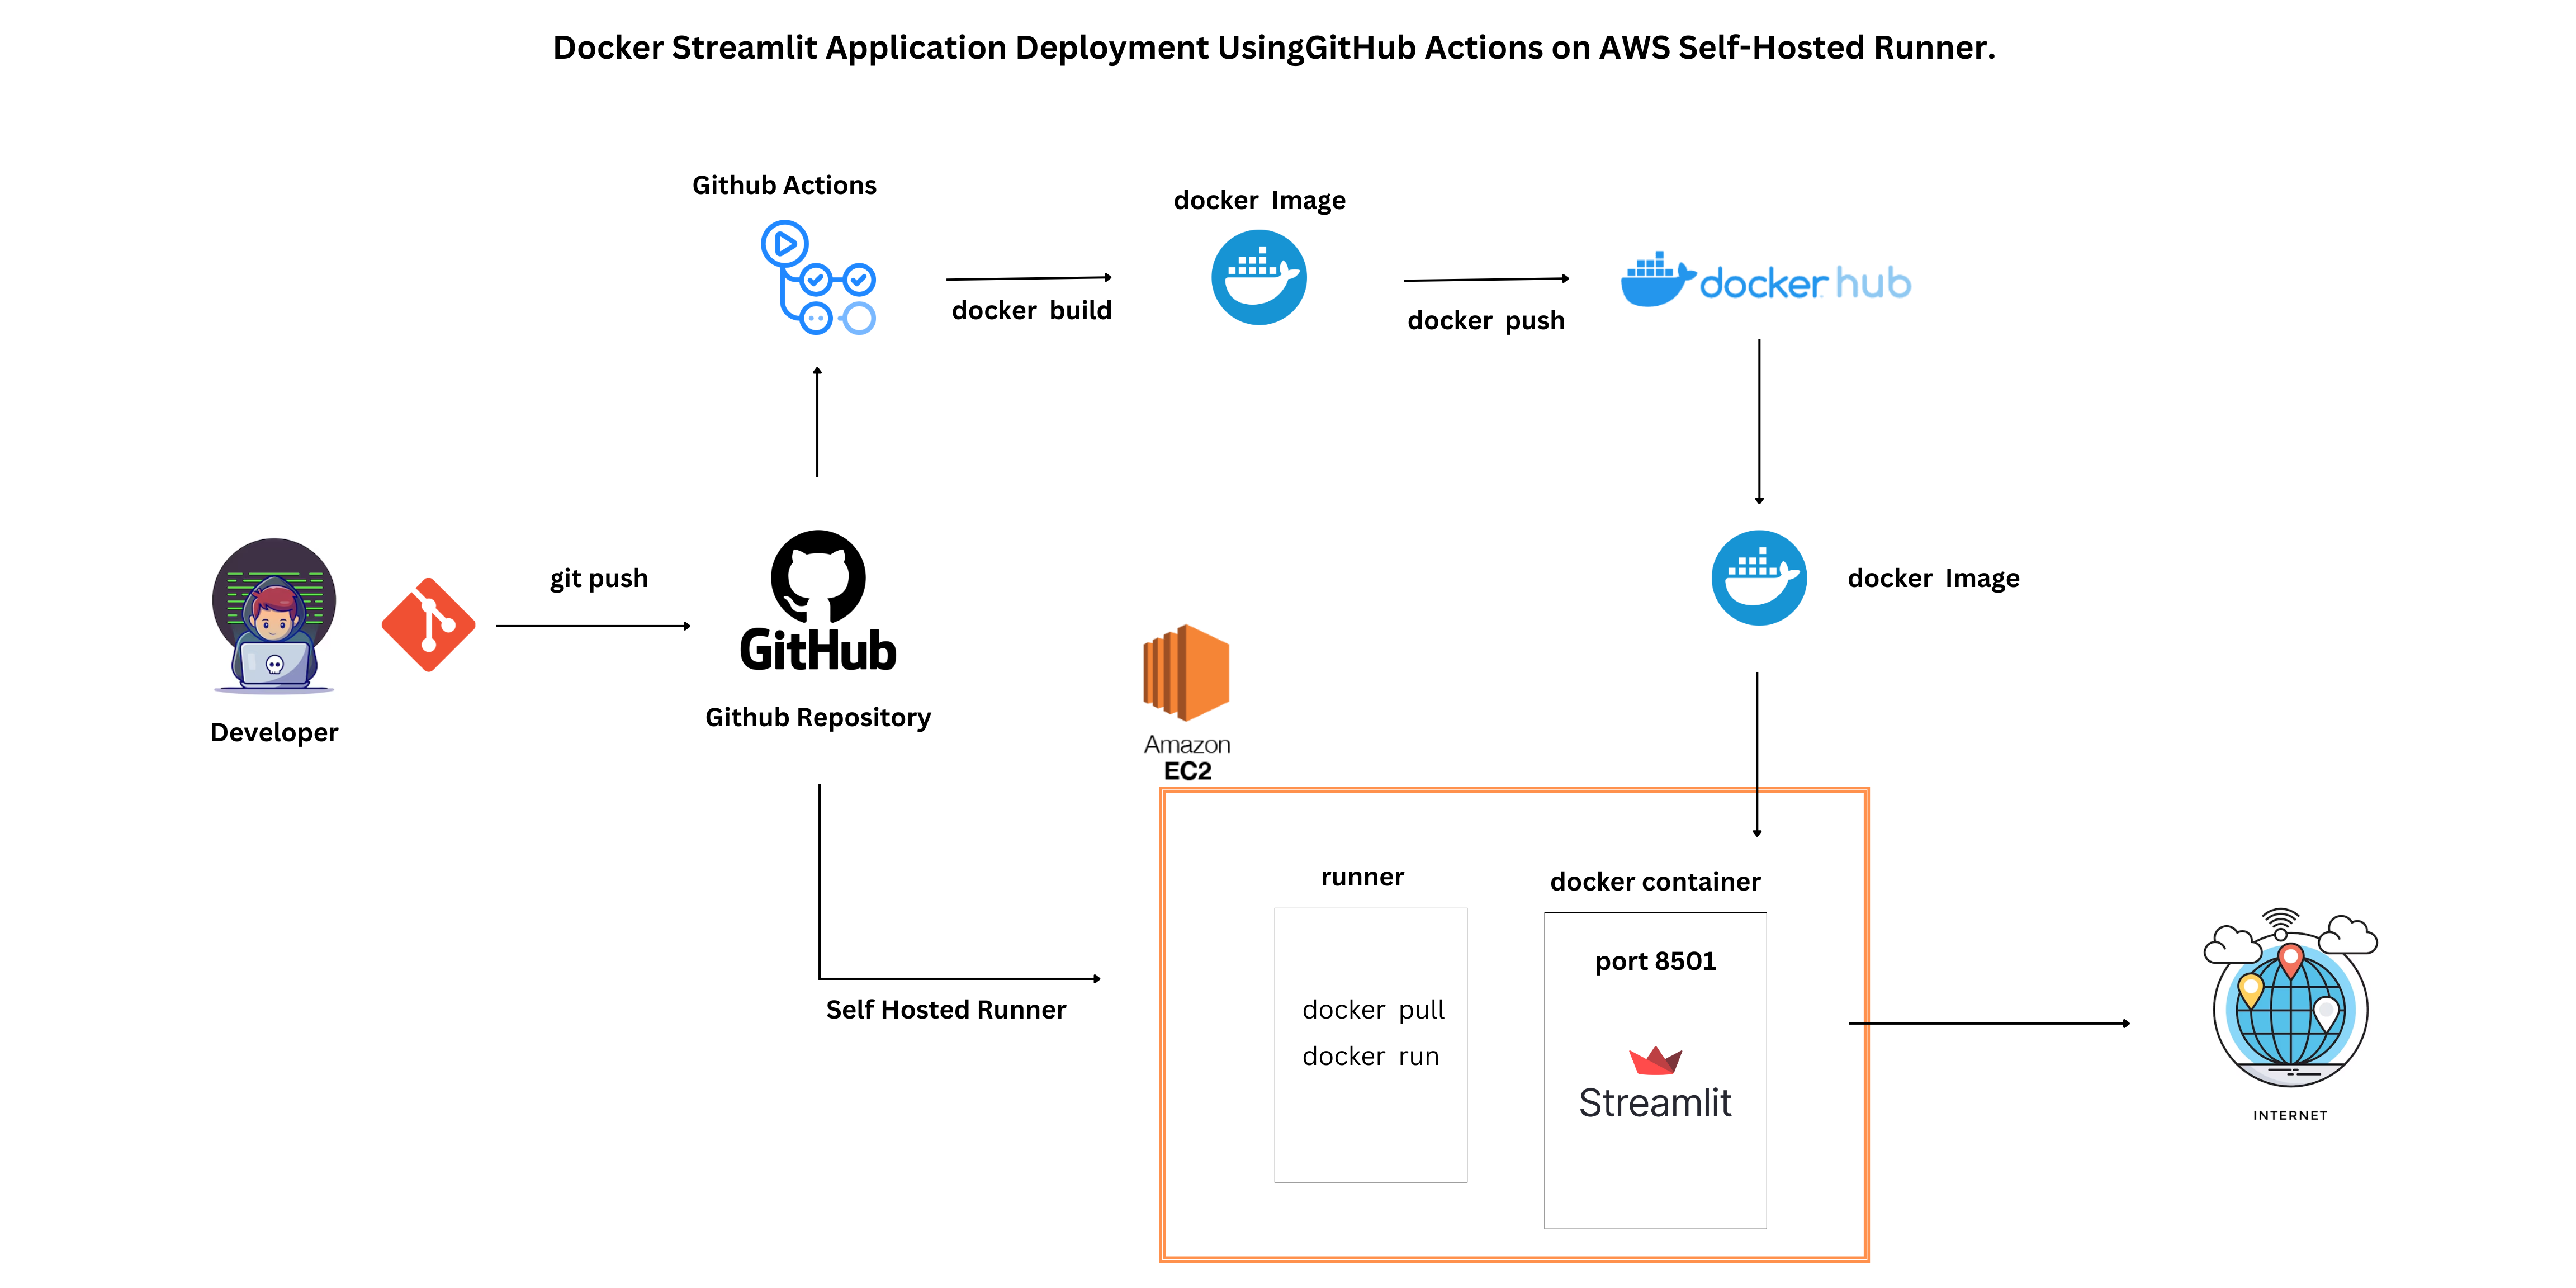 Docker Streamlit Application Deployment UsingGitHub Actions on AWS Self-Hosted Runner.
Github Actions
docker Image
docker build
docker push
docker hub
git push
GitHub
Github Repository
Developer
docker Image
Amazon
EC2
runner
docker container
port 8501
docker pull
docker run
Streamlit
Self Hosted Runner
INTERNET